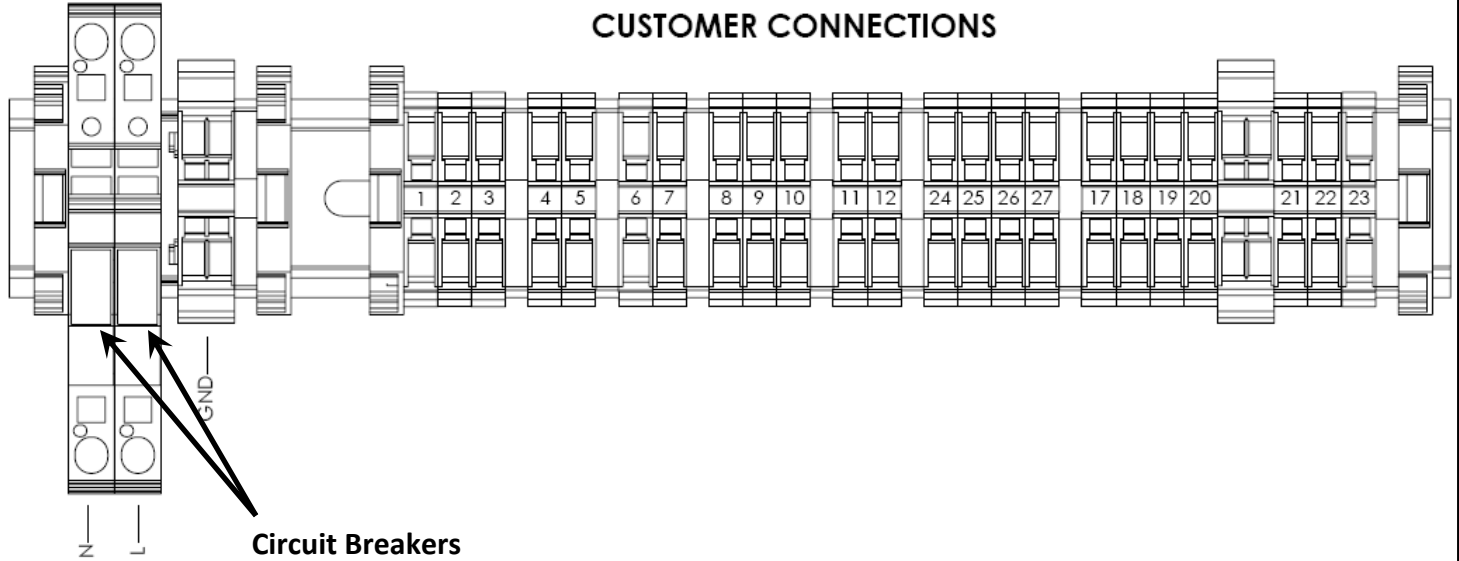 CUSTOMER CONNECTIONS
1 2 3 4 5 6 7 8 9 10 11 12 24 25 26 27 17 18 19 20 21 22 23
GND
N L
Circuit Breakers